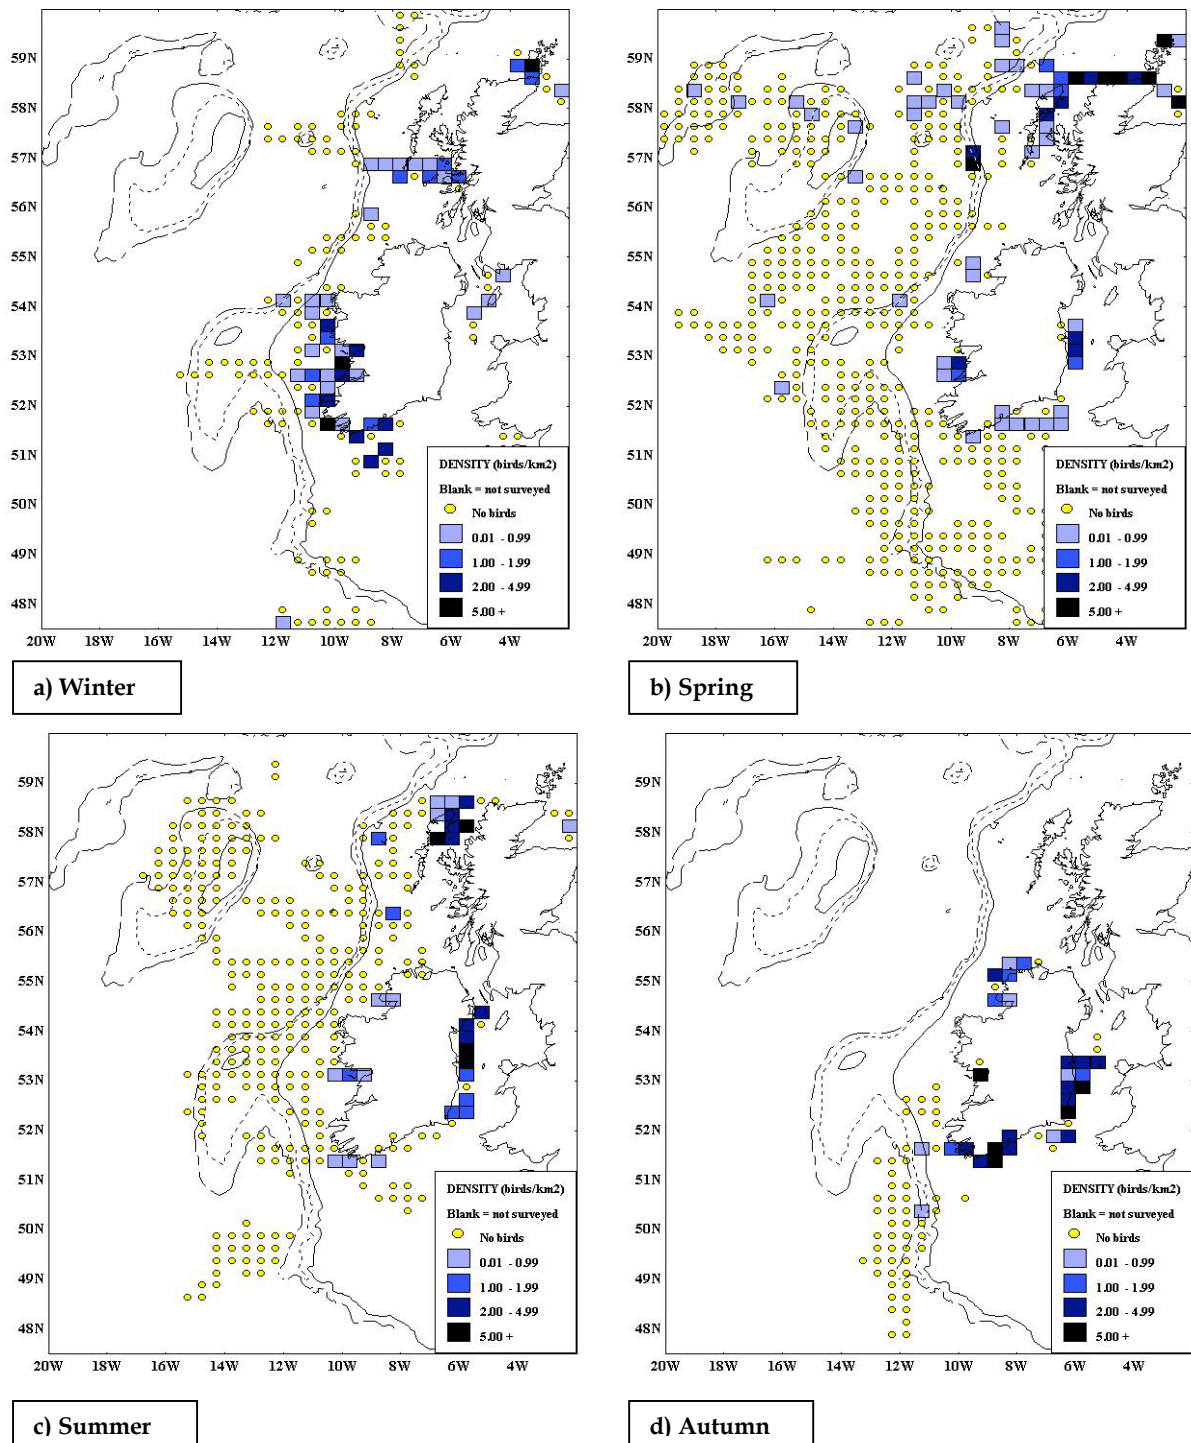 59N
58N
57N
56N
55N
54N
53N
52N
51N
50N
49N
48N
20W 18W 16W 14W 12W 10W 8W 6W 4W
DENSITY (birds/km2)
Blank = not surveyed
No birds
0.01 - 0.99
1.00 - 1.99
2.00 - 4.99
5.00 +
a) Winter
59N
58N
57N
56N
55N
54N
53N
52N
51N
50N
49N
48N
20W 18W 16W 14W 12W 10W 8W 6W 4W
DENSITY (birds/km2)
Blank = not surveyed
No birds
0.01 - 0.99
1.00 - 1.99
2.00 - 4.99
5.00 +
b) Spring
59N
58N
57N
56N
55N
54N
53N
52N
51N
50N
49N
48N
20W 18W 16W 14W 12W 10W 8W 6W 4W
DENSITY (birds/km2)
Blank = not surveyed
No birds
0.01 - 0.99
1.00 - 1.99
2.00 - 4.99
5.00 +
c) Summer
59N
58N
57N
56N
55N
54N
53N
52N
51N
50N
49N
48N
20W 18W 16W 14W 12W 10W 8W 6W 4W
DENSITY (birds/km2)
Blank = not surveyed
No birds
0.01 - 0.99
1.00 - 1.99
2.00 - 4.99
5.00 +
d) Autumn